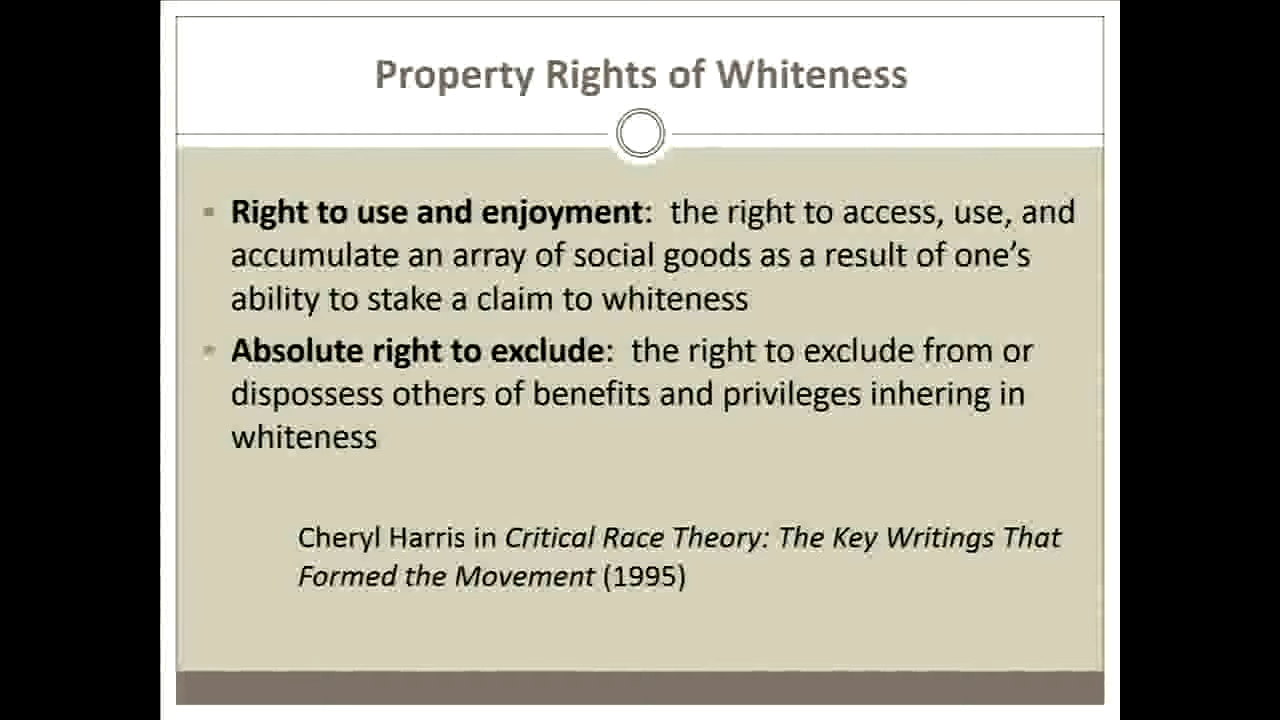 Property Rights of Whiteness
▪ Right to use and enjoyment:  the right to access, use, and
accumulate an array of social goods as a result of one’s
ability to stake a claim to whiteness
▪ Absolute right to exclude:  the right to exclude from or
dispossess others of benefits and privileges inhering in
whiteness
Cheryl Harris in Critical Race Theory: The Key Writings That
Formed the Movement (1995)